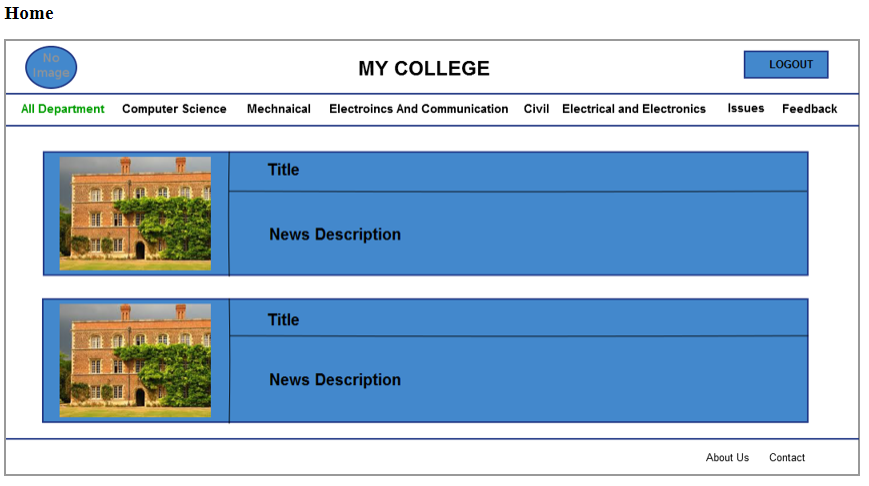 Home
No
Image
MY COLLEGE
LOGOUT
All Department Computer Science Mechnaical Electroincs And Communication Civil Electrical and Electronics Issues Feedback
Title
News Description
Title
News Description
About Us Contact